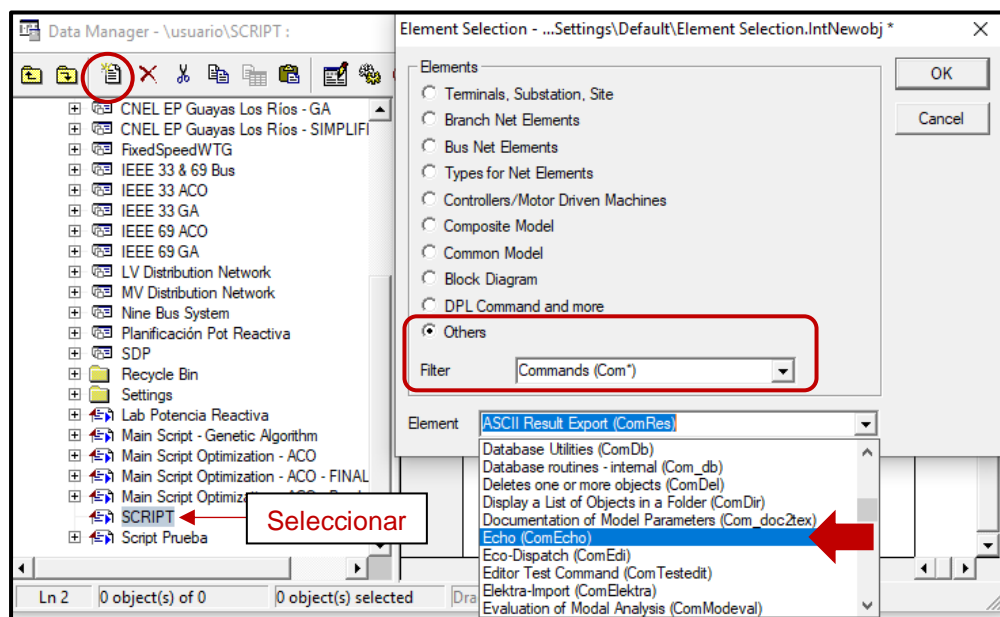 Data Manager - \usuario\SCRIPT :
CNEL EP Guayas Los Ríos - GA
CNEL EP Guayas Los Ríos - SIMPLIFI
FixedSpeedWTG
IEEE 33 & 69 Bus
IEEE 33 ACO
IEEE 33 GA
IEEE 69 ACO
IEEE 69 GA
LV Distribution Network
MV Distribution Network
Nine Bus System
Planificación Pot Reactiva
SDP
Recycle Bin
Settings
Lab Potencia Reactiva
Main Script - Genetic Algorithm
Main Script Optimization - ACO
Main Script Optimization - ACO - FINAL
Main Script Optimiz
SCRIPT
Script Prueba
Seleccionar
Ln 2
0 object(s) of 0
0 object(s) selected
Dra
Element Selection - ...Settings\Default\Element Selection.IntNewobj *
Elements
Terminals, Substation, Site
Branch Net Elements
Bus Net Elements
Types for Net Elements
Controllers/Motor Driven Machines
Composite Model
Common Model
Block Diagram
DPL Command and more
Others
Filter
Commands (Com*)
OK
Cancel
Element
ASCII Result Export (ComRes)
Database Utilities (ComDb)
Database routines - internal (Com_db)
Deletes one or more objects (ComDel)
Display a List of Objects in a Folder (ComDir)
Documentation of Model Parameters (Com_doc2tex)
Echo (ComEcho)
Eco-Dispatch (ComEdi)
Editor Test Command (ComTestedit)
Elektra-Import (ComElektra)
Evaluation of Modal Analysis (ComModeval)